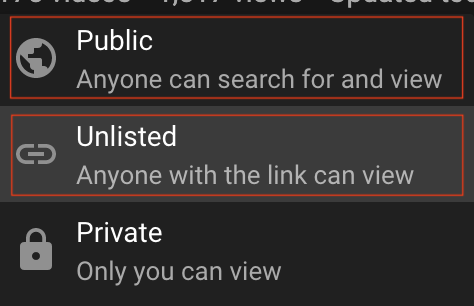 Public
Anyone can search for and view
Unlisted
Anyone with the link can view
Private
Only you can view